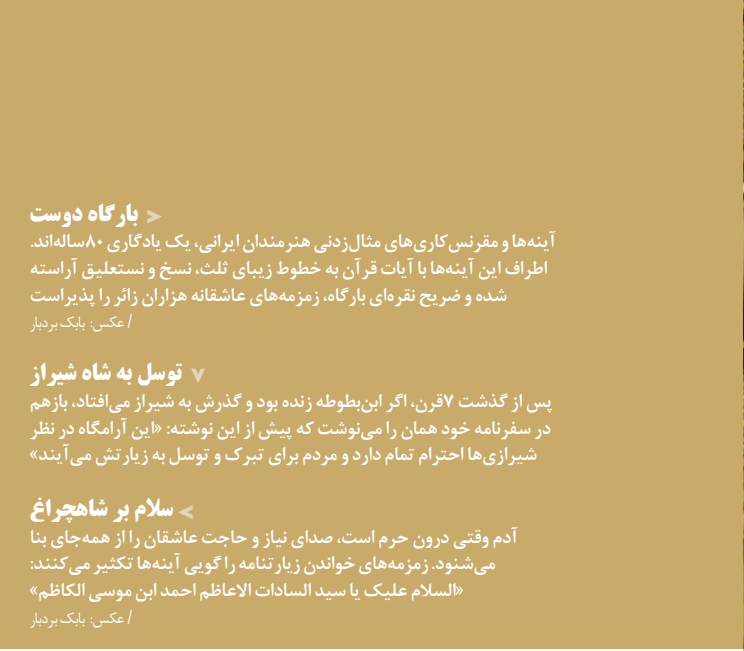 < بارگاه دوست
آینه‌ها و مقرنس‌کاری‌های مثال‌زدنی هنرمندان ایرانی، یک یادگاری ۸۰ساله‌اند.
اطراف این آینه‌ها با آیات قرآن به خطوط زیبای ثلث، نسخ و نستعلیق آراسته
شده و ضریح نقره‌ای بارگاه، زمزمه‌های عاشقانه هزاران زائر را پذیراست
/ عکس: بابک بردبار
∨ توسل به شاه شیراز
پس از گذشت ۷قرن، اگر ابن‌بطوطه زنده بود و گذرش به شیراز می‌افتاد، بازهم
در سفرنامه خود همان را می‌نوشت که پیش از این نوشته: «این آرامگاه در نظر
شیرازی‌ها احترام تمام دارد و مردم برای تبرک و توسل به زیارتش می‌آیند»
> سلام بر شاهچراغ
آدم وقتی درون حرم است، صدای نیاز و حاجت عاشقان را از همه‌جای بنا
می‌شنود. زمزمه‌های خواندن زیارتنامه را گویی آینه‌ها تکثیر می‌کنند:
«السلام علیک یا سید السادات الاعاظم احمد ابن موسی الکاظم»
/ عکس: بابک بردبار